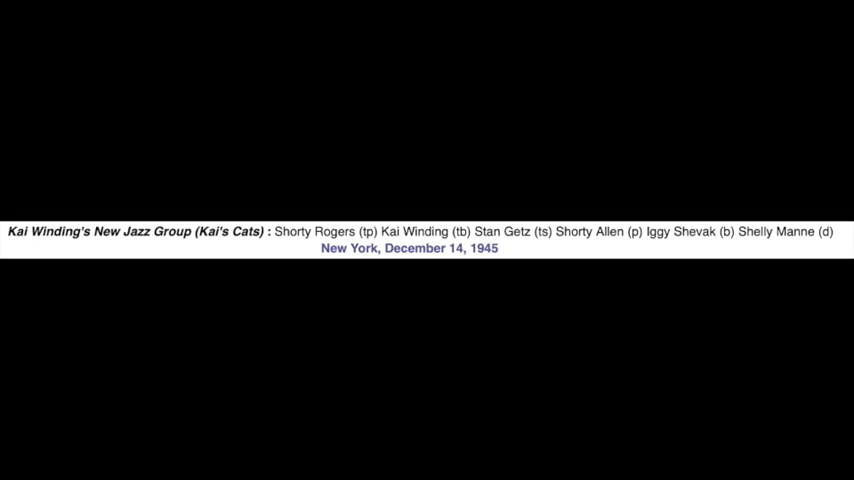 Kai Winding's New Jazz Group (Kai's Cats) : Shorty Rogers (tp) Kai Winding (tb) Stan Getz (ts) Shorty Allen (p) Iggy Shevak (b) Shelly Manne (d)
New York, December 14, 1945